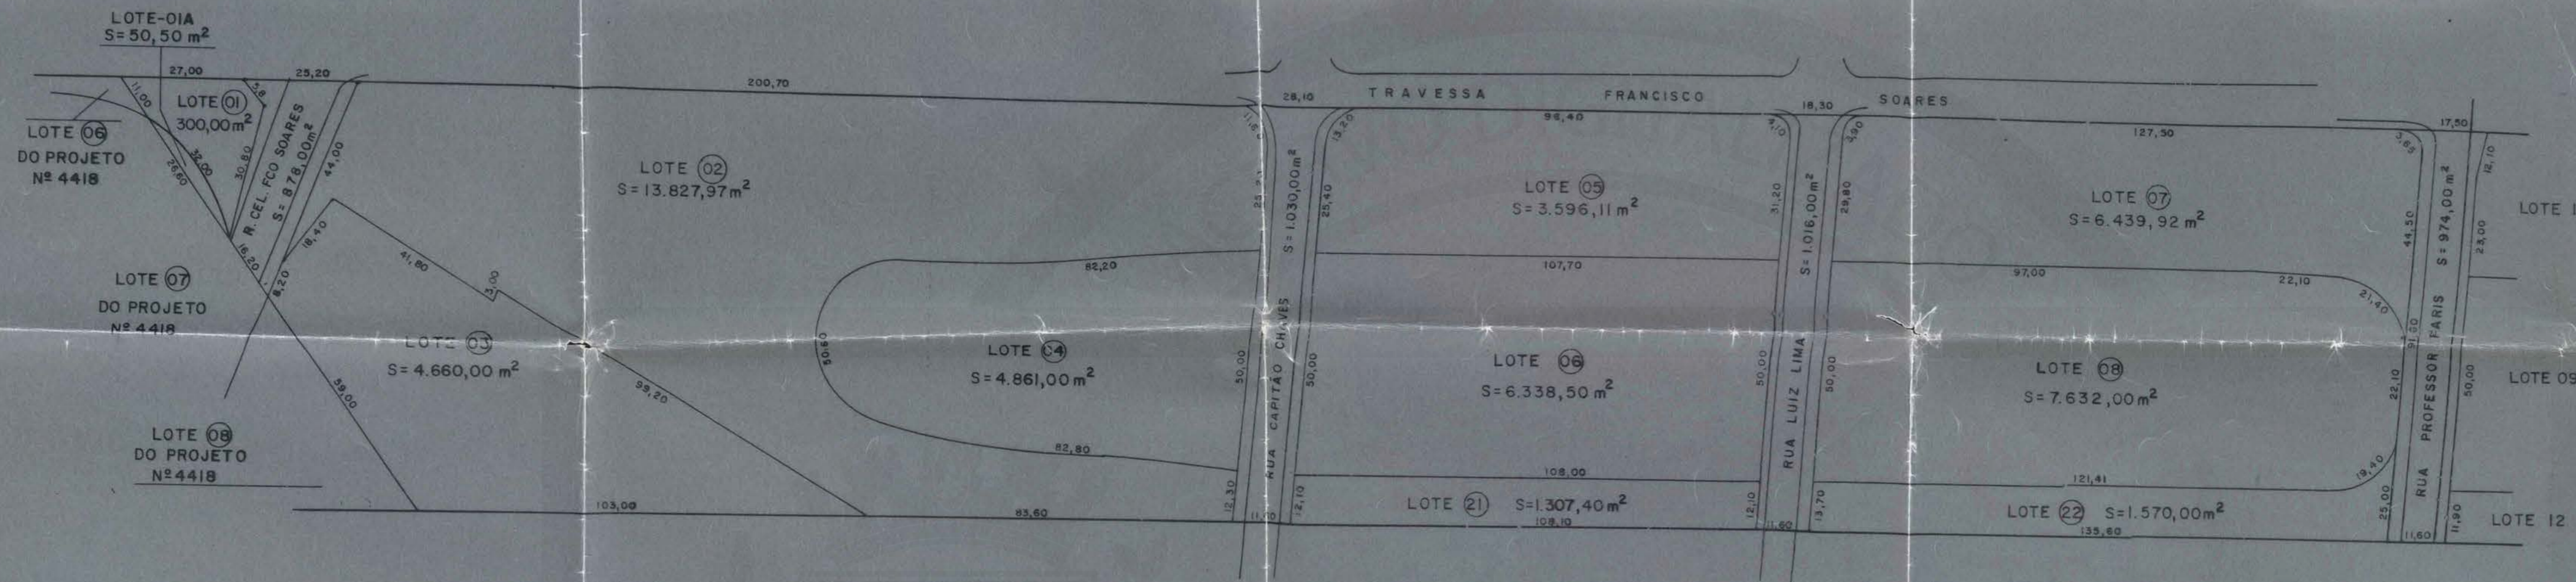 LOTE-01A
S=50,50 m²
27,00
25,20
200,70
28,10
TRAVESSA FRANCISCO SOARES
18,30
17,50
11,00
LOTE 01
300,00m²
5,8
LOTE 06
DO PROJETO
Nº 4418
26,60
32,00
30,80
R. CEL. FCO SOARES
S= 878,00m²
44,00
16,20
8,20
18,40
41,80
3,00
LOTE 02
S=13.827,97m²
LOTE 07
DO PROJETO
Nº 4418
LOTE 03
S=4.660,00 m²
59,00
99,20
103,00
LOTE 08
DO PROJETO
Nº4418
82,20
50,60
LOTE 04
S=4.861,00m²
82,80
83,60
50,00
12,30
RUA CAPITÃO CHAVES S=1.030,00m²
13,20
25,40
50,00
12,10
98,40
LOTE 05
S=3.596,11m²
107,70
LOTE 06
S=6.338,50m²
108,00
LOTE 21 S=1.307,40m²
108,10
4,10
31,20
50,00
12,10
11,60
RUA LUIZ LIMA S=1.016,00m²
3,90
29,80
50,00
13,70
127,50
LOTE 07
S=6.439,92 m²
97,00
22,10
21,40
LOTE 08
S=7.632,00m²
121,41
19,40
LOTE 22 S=1.570,00m²
135,60
3,65
44,50
22,10
25,00
11,60
RUA PROFESSOR FARIS S=974,00m²
12,10
23,00
50,00
11,90
LOTE 1
LOTE 09
LOTE 12